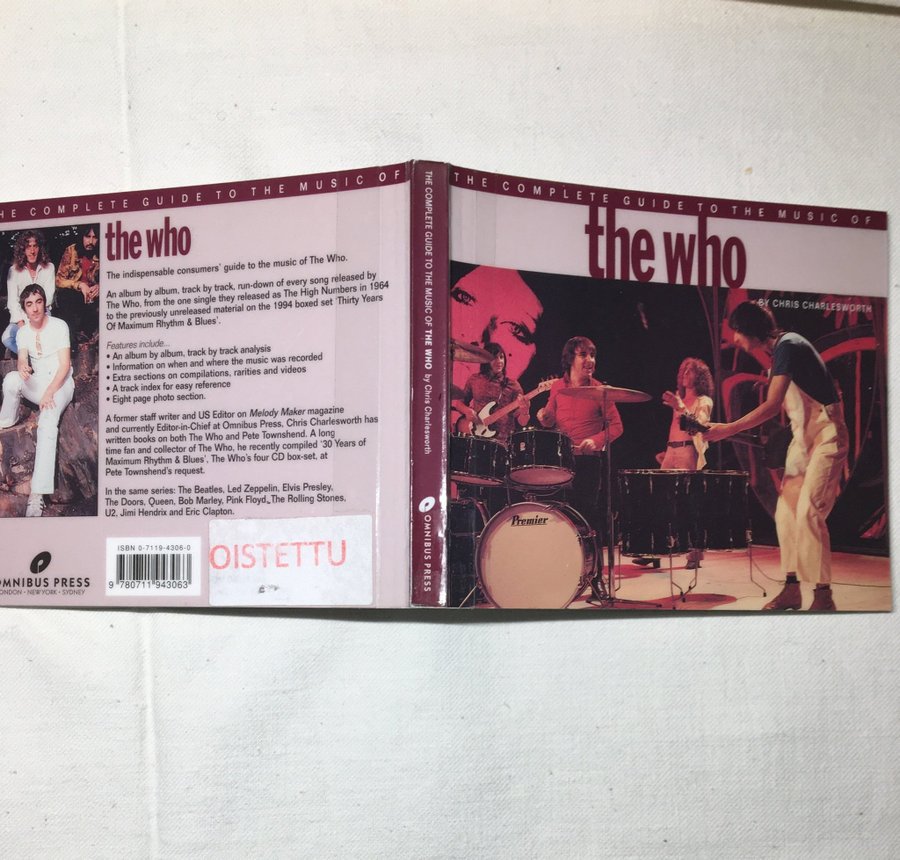 THE COMPLETE GUIDE TO THE MUSIC OF
the who
The indispensable consumers' guide to the music of The Who.
An album by album, track by track, run-down of every song released by
The Who, from the one single they released as The High Numbers in 1964
to the previously unreleased material on the 1994 boxed set 'Thirty Years
Of Maximum Rhythm & Blues'.
Features include...
• An album by album, track by track analysis
• Information on when and where the music was recorded
• Extra sections on compilations, rarities and videos
• A track index for easy reference
• Eight page photo section.
A former staff writer and US Editor on Melody Maker magazine
and currently Editor-in-Chief at Omnibus Press, Chris Charlesworth has
written books on both The Who and Pete Townshend. A long
time fan and collector of The Who, he recently compiled '30 Years of
Maximum Rhythm & Blues', The Who's four CD box-set, at
Pete Townshend's request.
In the same series: The Beatles, Led Zeppelin, Elvis Presley,
The Doors, Queen, Bob Marley, Pink Floyd, The Rolling Stones,
U2, Jimi Hendrix and Eric Clapton.
OMNIBUS PRESS
LONDON • NEW YORK • SYDNEY
ISBN 0-7119-4306-0
9 780711 943063
OISTETTU
THE COMPLETE GUIDE TO THE MUSIC OF THE WHO by Chris Charlesworth
OMNIBUS PRESS
THE COMPLETE GUIDE TO THE MUSIC OF
the who
BY CHRIS CHARLESWORTH
Premier